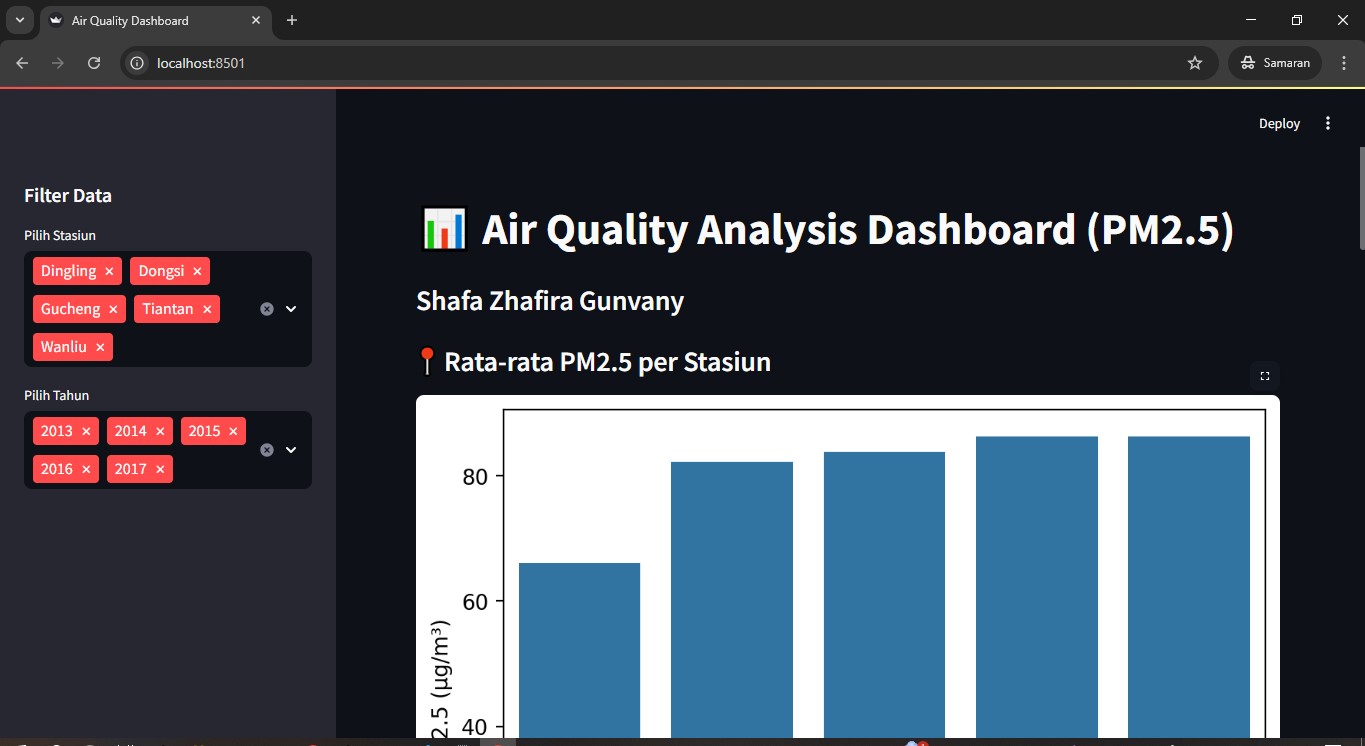 Air Quality Dashboard
localhost:8501
Samaran
Deploy
Filter Data
Pilih Stasiun
Dingling Dongsi
Gucheng Tiantan
Wanliu
Pilih Tahun
2013 2014 2015
2016 2017
Air Quality Analysis Dashboard (PM2.5)
Shafa Zhafira Gunvany
Rata-rata PM2.5 per Stasiun
80
60
40
2.5 (µg/m³)